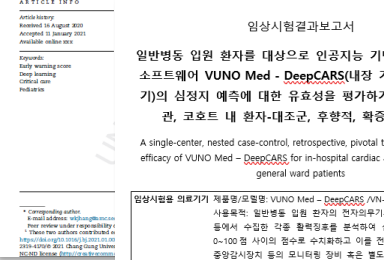 ARTICLE INFO
Article history:
Received 14 August 2020
Accepted 11 January 2021
Available online xxx
Keywords:
Early warning score
Deep learning
Critical care
Pediatrics
* Corresponding author.
E-mail address:
Peer review under responsibility
¹ These two authors contributed
2319-4170/© 2021 Chang Gung
임상시험결과보고서
일반병동 입원 환자를 대상으로 인공지능 기
소프트웨어 VUNO Med - DeepCARS(내장 기
기)의 심정지 예측에 대한 유효성을 평가하기
관, 코호트 내 환자-대조군, 후향적, 확증
A single-center, nested case-control, retrospective, pivotal t
efficacy of VUNO Med – DeepCARS for in-hospital cardiac a
general ward patients
임상시험용 의료기기 제품명/모델명: VUNO Med – DeepCARS /VN-
사용목적: 일반병동 입원 환자의 전자의무기
등에서 수집한 각종 활력징후를 분석하여
0~100 점 사이의 점수로 수치화하고 이를 전
중앙감시장치 등의 모니터링 장비 혹은 별도